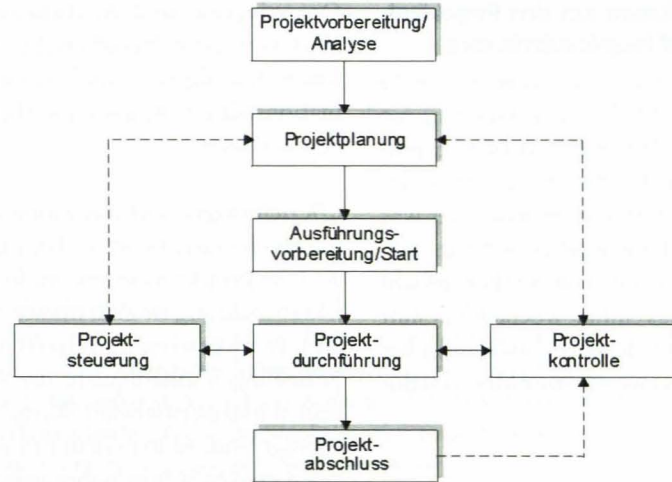 Projektvorbereitung/
Analyse
Projektplanung
Ausführungs-
vorbereitung/Start
Projekt-
steuerung
Projekt-
durchführung
Projekt-
kontrolle
Projekt-
abschluss